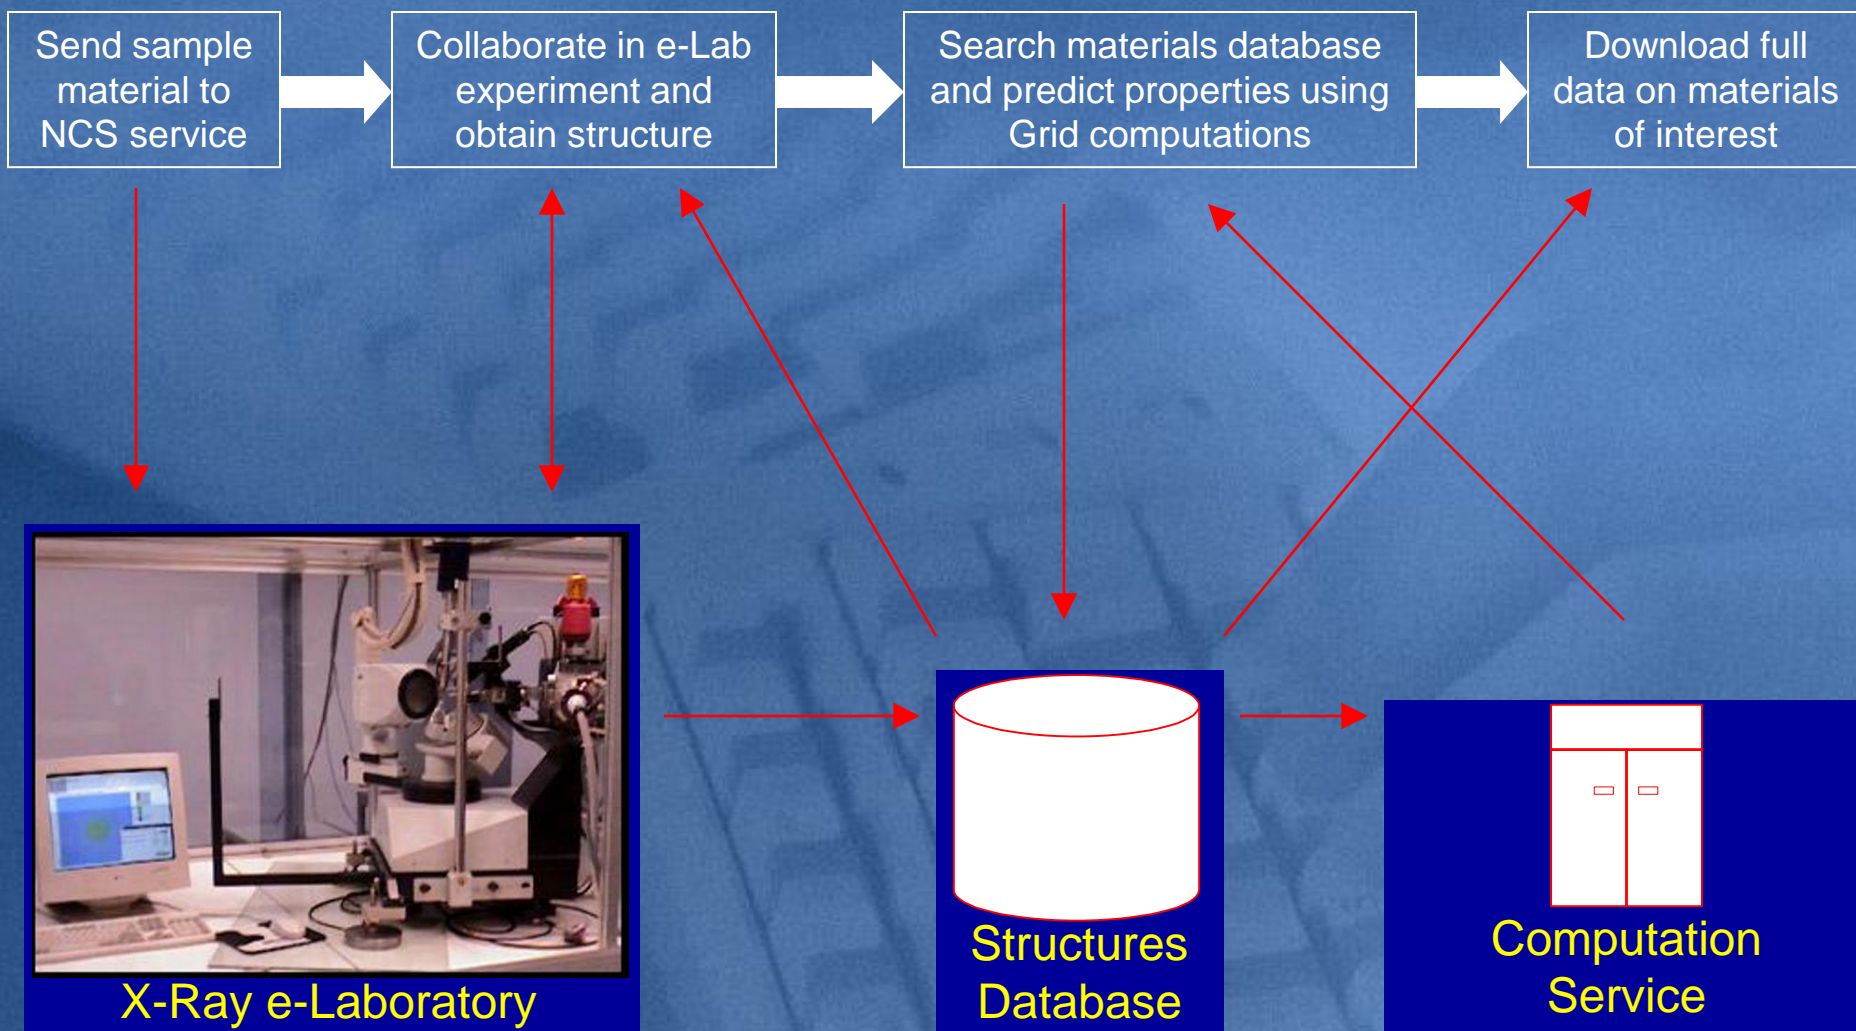 Send sample
material to
NCS service
Collaborate in e-Lab
experiment and
obtain structure
Search materials database
and predict properties using
Grid computations
Download full
data on materials
of interest
X-Ray e-Laboratory
Structures
Database
Computation
Service